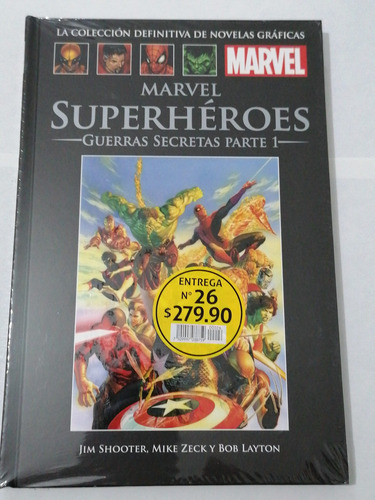 LA COLECCIÓN DEFINITIVA DE NOVELAS GRÁFICAS
MARVEL
MARVEL
SUPERHÉROES
GUERRAS SECRETAS PARTE 1
ENTREGA
Nº 26
$279.90
JIM SHOOTER, MIKE ZECK Y BOB LAYTON